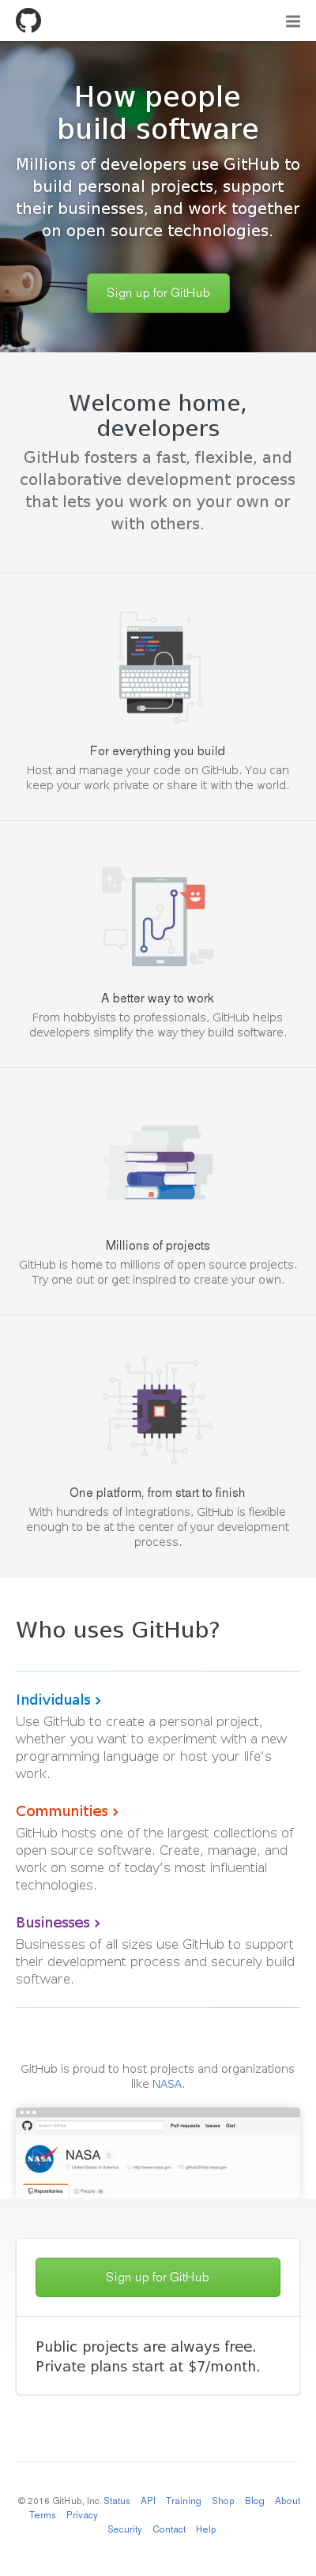 How people
build software
Millions of developers use GitHub to
build personal projects, support
their businesses, and work together
on open source technologies.
Sign up for GitHub
Welcome home,
developers
GitHub fosters a fast, flexible, and
collaborative development process
that lets you work on your own or
with others.
For everything you build
Host and manage your code on GitHub. You can
keep your work private or share it with the world.
A better way to work
From hobbyists to professionals, GitHub helps
developers simplify the way they build software.
Millions of projects
GitHub is home to millions of open source projects.
Try one out or get inspired to create your own.
One platform, from start to finish
With hundreds of integrations, GitHub is flexible
enough to be at the center of your development
process.
Who uses GitHub?
Individuals
Use GitHub to create a personal project,
whether you want to experiment with a new
programming language or host your life’s
work.
Communities
GitHub hosts one of the largest collections of
open source software. Create, manage, and
work on some of today’s most influential
technologies.
Businesses
Businesses of all sizes use GitHub to support
their development process and securely build
software.
GitHub is proud to host projects and organizations
like NASA.
Search GitHub Pull requests Issues Gist
NASA
United States of America http://www.nasa.gov
Repositories People
Sign up for GitHub
Public projects are always free.
Private plans start at $7/month.
© 2016 GitHub, Inc. Status API Training Shop Blog About
Terms Privacy
Security Contact Help